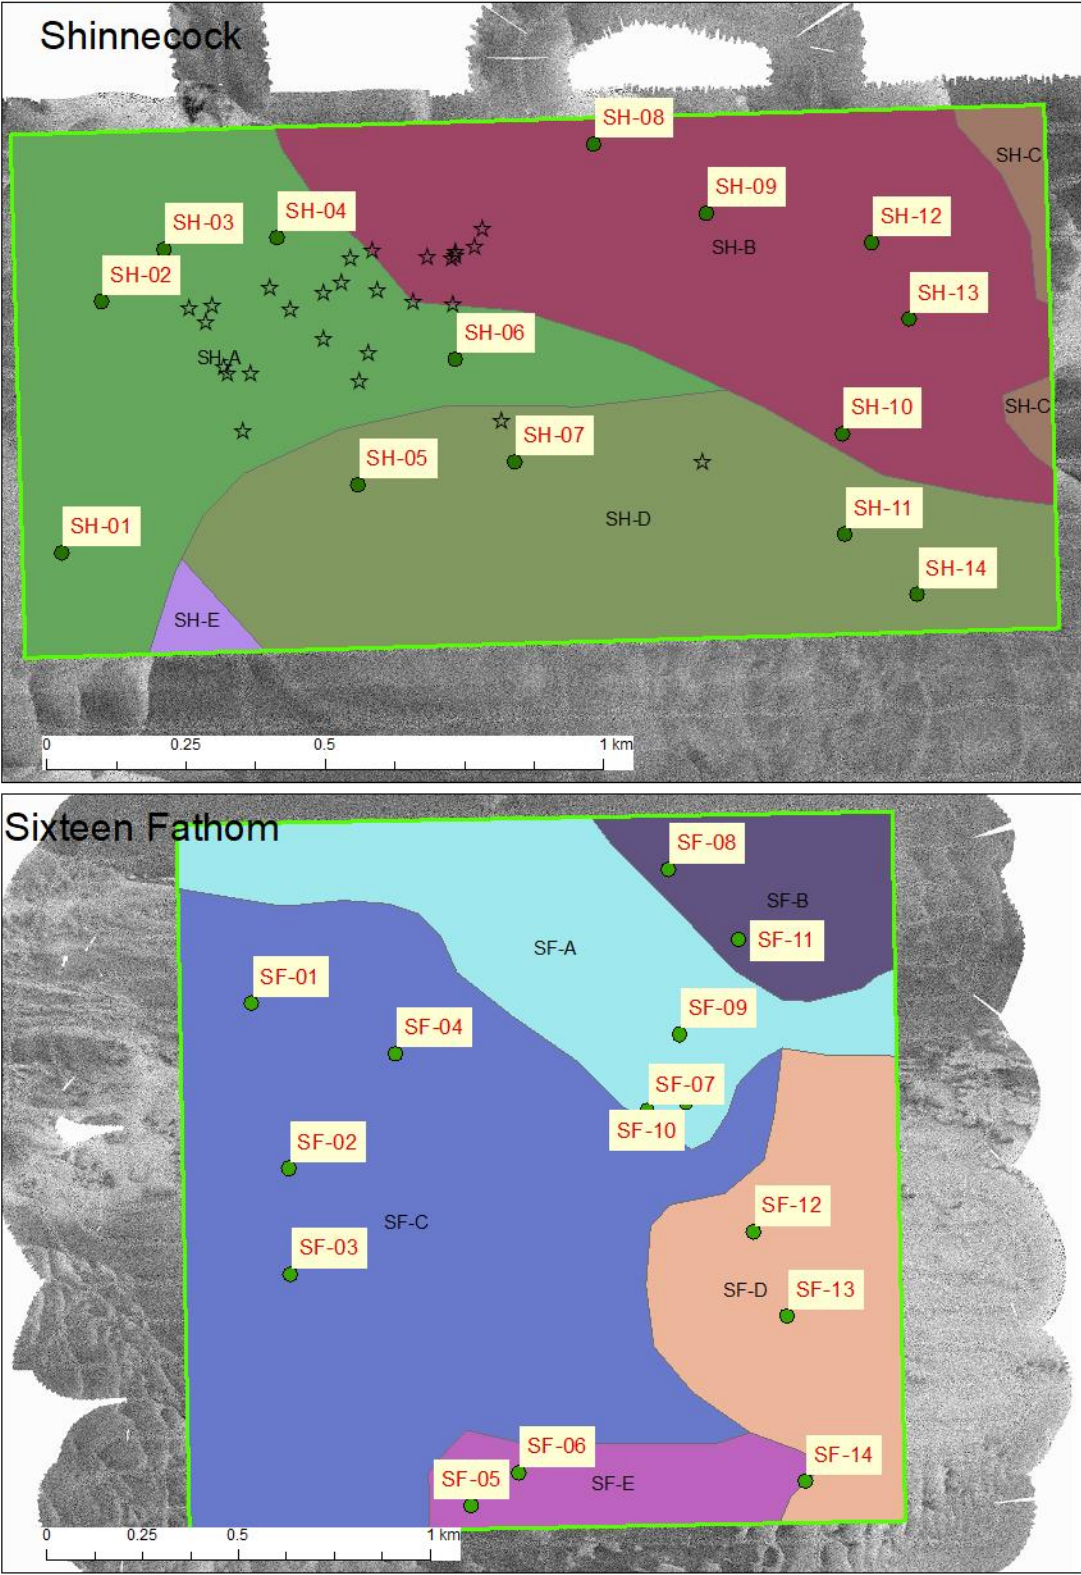 Shinnecock
SH-08
SH-C
SH-09
SH-04
SH-03
SH-12
SH-B
SH-02
SH-13
SH-06
SH-A
SH-C
SH-10
SH-07
SH-05
SH-11
SH-D
SH-01
SH-14
SH-E
0 0.25 0.5 1 km
Sixteen Fathom
SF-08
SF-B
SF-11
SF-A
SF-01
SF-09
SF-04
SF-07
SF-10
SF-02
SF-12
SF-C
SF-03
SF-D
SF-13
SF-06
SF-14
SF-05
SF-E
0 0.25 0.5 1 km